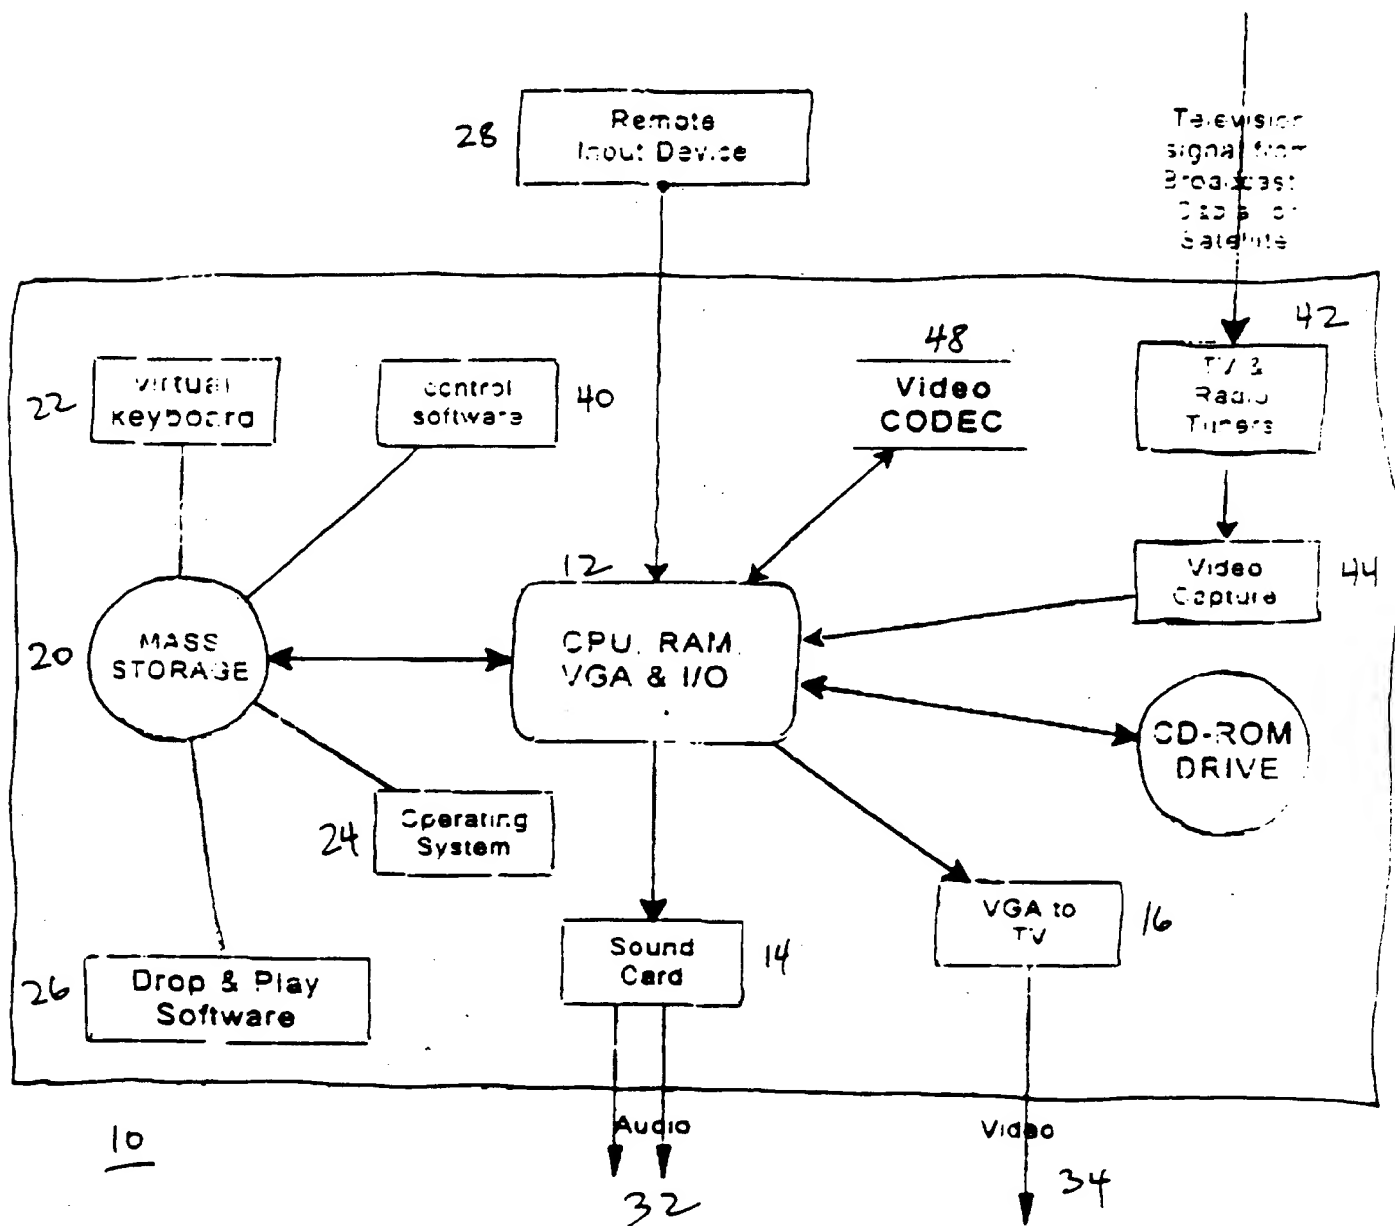 28
Remote
Input Device
Television
signal from
Broadcast
Cable or
Satellite
42
48
22
virtual
keyboard
control
software
40
Video
CODEC
TV &
Radio
Tuners
12
Video
Capture
44
20
MASS
STORAGE
CPU, RAM,
VGA & I/O
CD-ROM
DRIVE
24
Operating
System
26
Drop & Play
Software
Sound
Card
14
VGA to
TV
16
10
Audio
Video
32
34